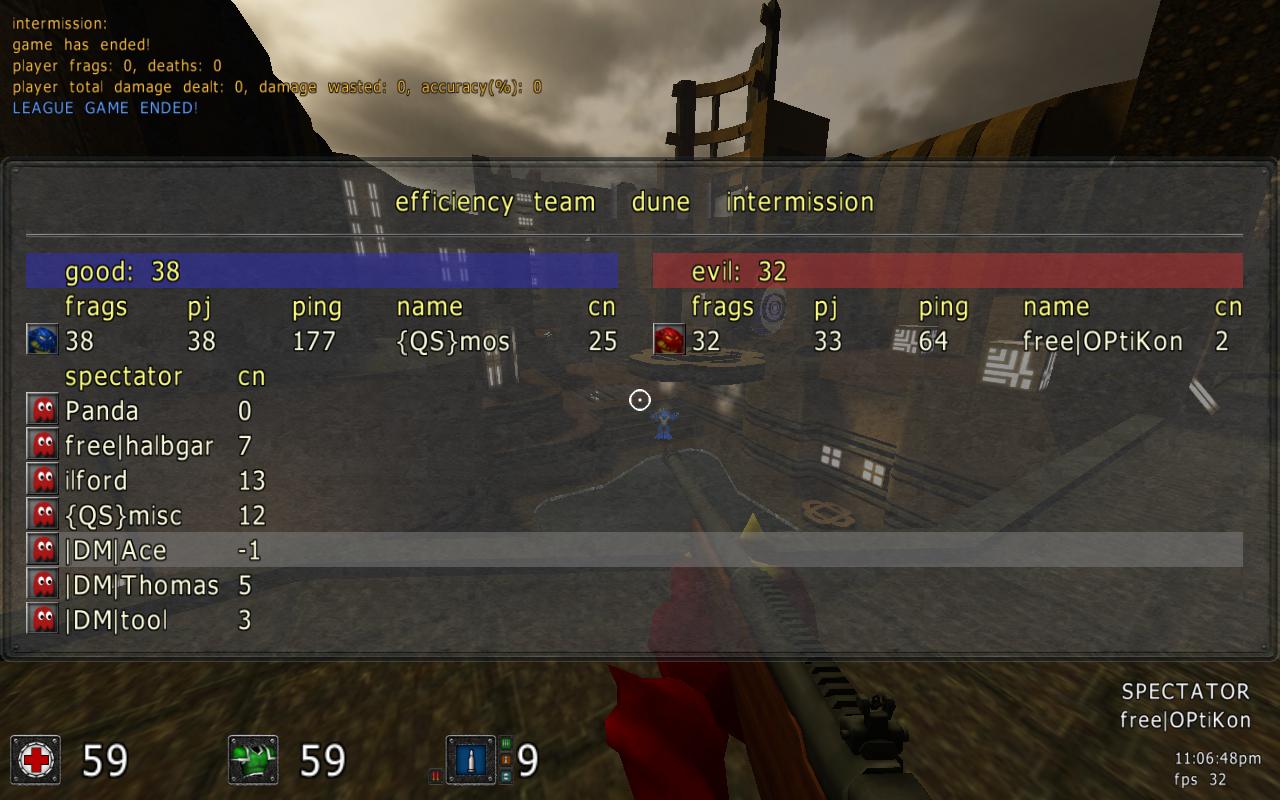 intermission:
game has ended!
player frags: 0, deaths: 0
player total damage dealt: 0, damage wasted: 0, accuracy(%): 0
LEAGUE GAME ENDED!
efficiency team dune intermission
good: 38 evil: 32
frags pj ping name cn frags pj ping name cn
38 38 177 {QS}mos 25 32 33 64 free|OPtiKon 2
spectator cn
Panda 0
free|halbgar 7
ilford 13
{QS}misc 12
|DM|Ace -1
|DM|Thomas 5
|DM|tool 3
SPECTATOR
free|OPtiKon
59 59 9
11:06:48pm
fps 32